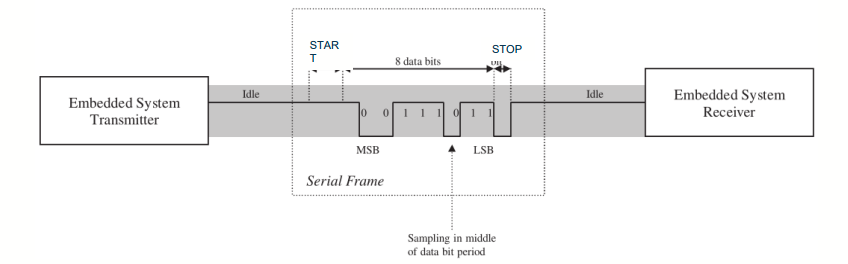 STAR
T
8 data bits
STOP
bit
Embedded System
Transmitter
Idle
0 0 1 1 1 0 1 1
Idle
Embedded System
Receiver
MSB
LSB
Serial Frame
Sampling in middle
of data bit period